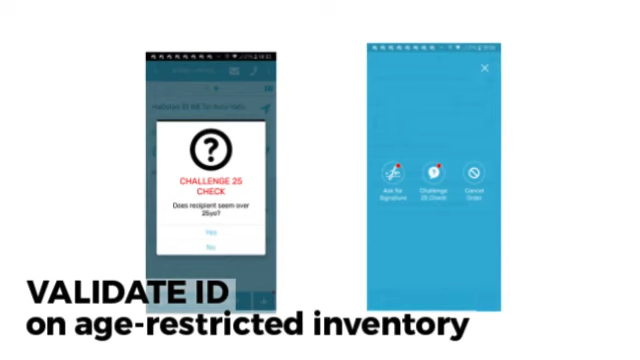 CHALLENGE 25
CHECK
Does recipient seem over
25yo?
Yes
No
Ask for
Signature
Challenge
25 Check
Cancel
Order
VALIDATE ID
on age-restricted inventory